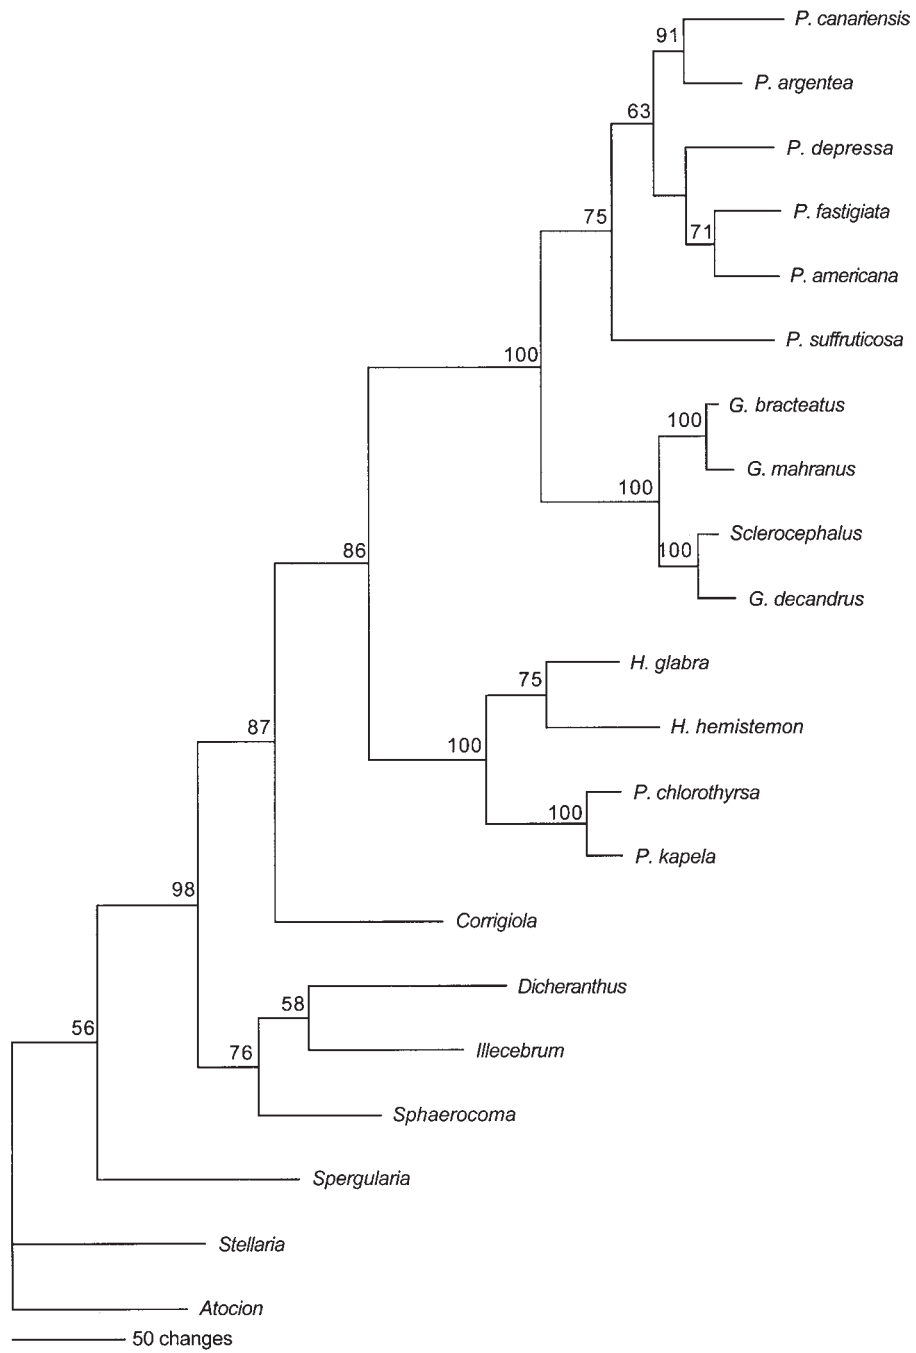 P. canariensis
91
P. argentea
63
P. depressa
P. fastigiata
75
71
P. americana
P. suffruticosa
100
G. bracteatus
100
G. mahranus
100
Sclerocephalus
100
86
G. decandrus
H. glabra
75
H. hemistemon
87
100
P. chlorothyrsa
100
P. kapela
98
Corrigiola
Dicheranthus
58
56
Illecebrum
76
Sphaerocoma
Spergularia
Stellaria
Atocion
50 changes